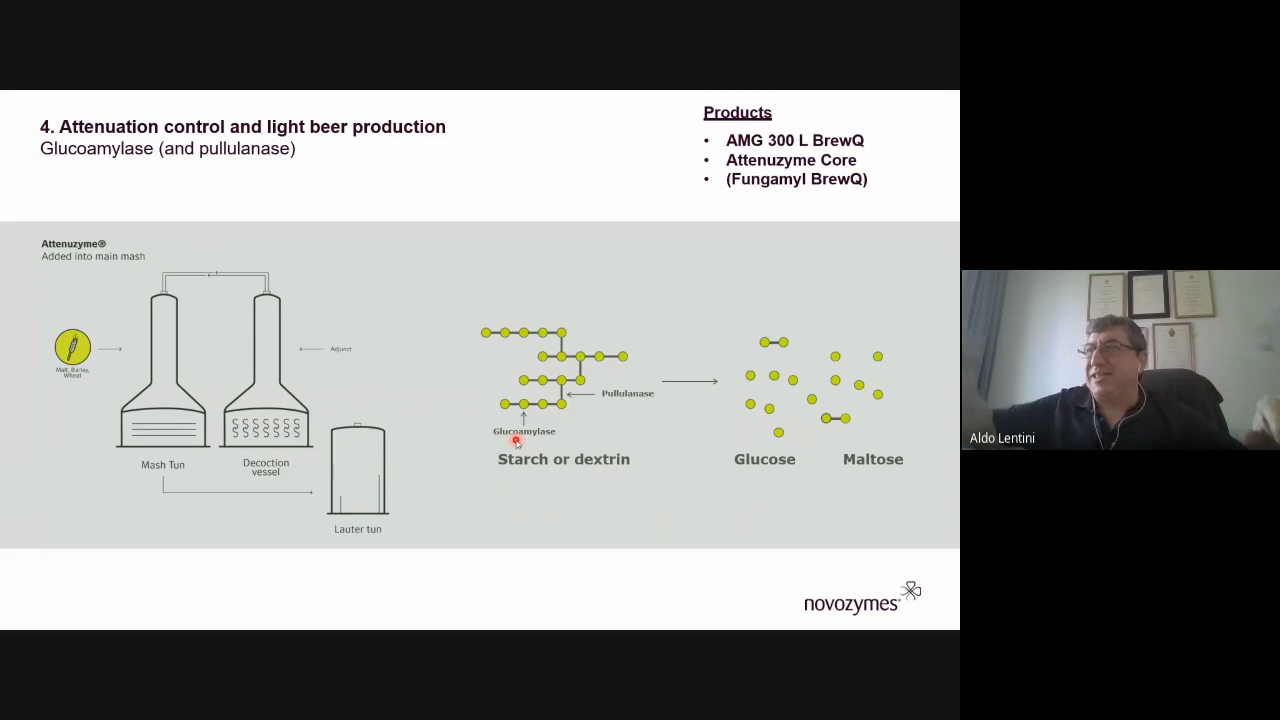 4. Attenuation control and light beer production
Glucoamylase (and pullulanase)
Products
• AMG 300 L BrewQ
• Attenuzyme Core
• (Fungamyl BrewQ)
Attenuzyme®
Added into main mash
Malt, Barley,
Wheat
Adjunct
Mash Tun
Decoction
vessel
Lauter tun
Pullulanase
Glucoamylase
Starch or dextrin
Glucose
Maltose
novozymes®
Aldo Lentini